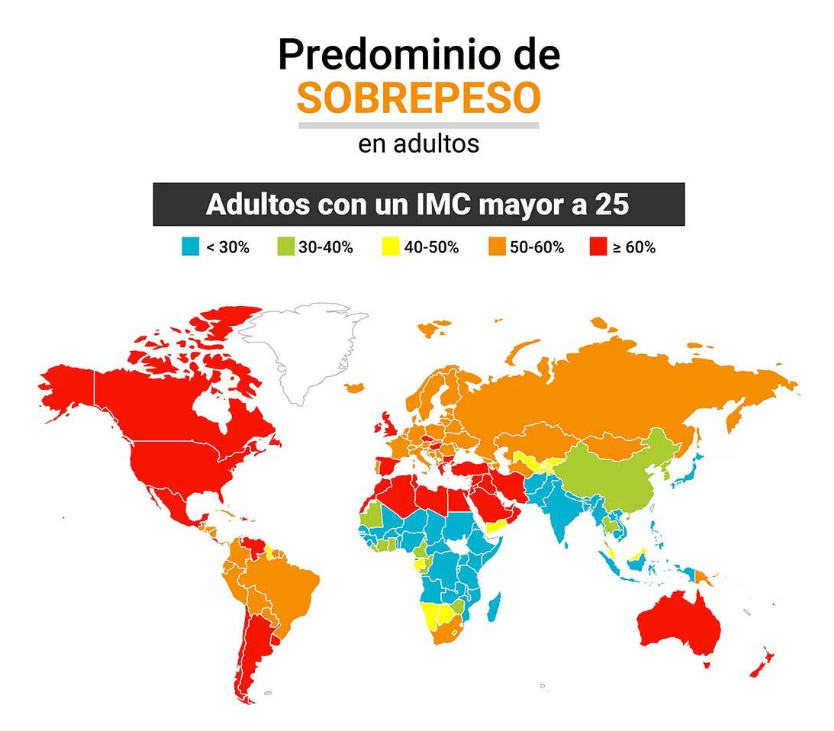 Predominio de
SOBREPESO
en adultos
Adultos con un IMC mayor a 25
< 30% 30-40% 40-50% 50-60% ≥ 60%